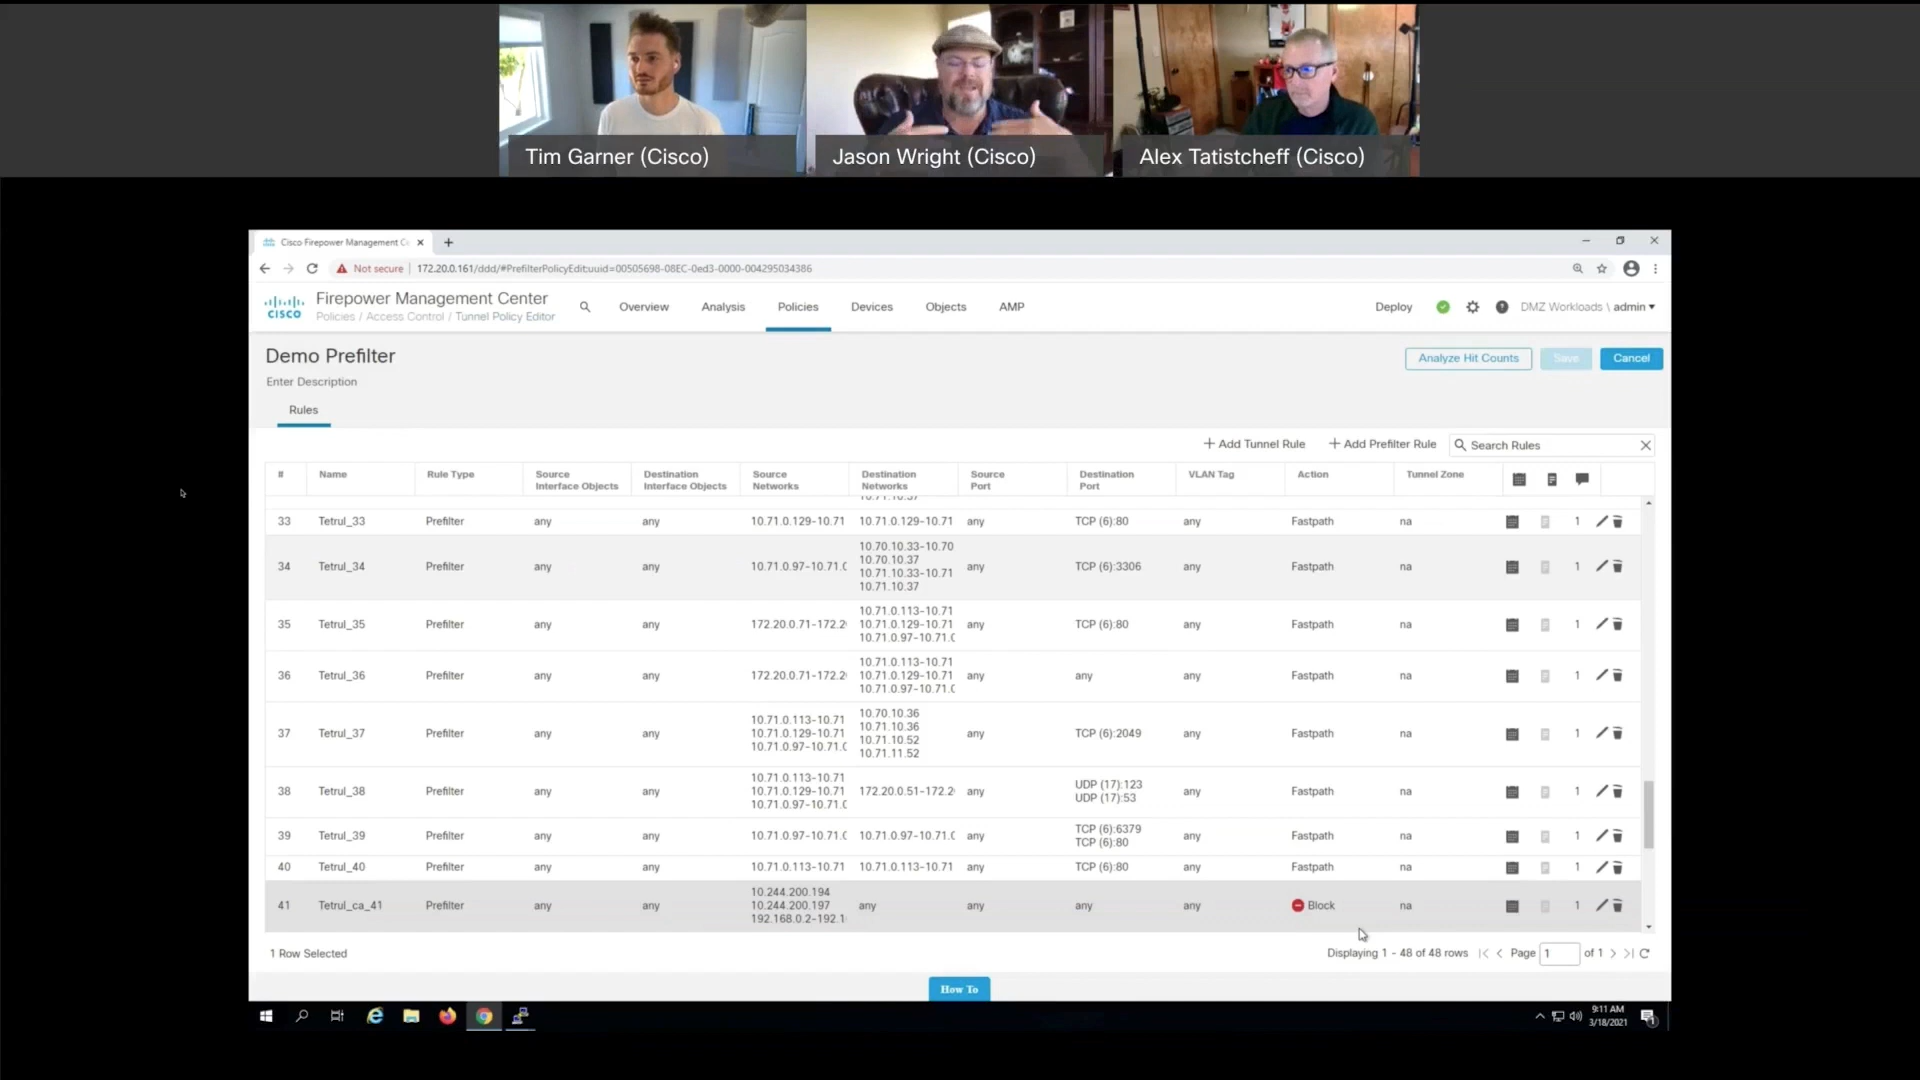 Tim Garner (Cisco)
Jason Wright (Cisco)
Alex Tatistcheff (Cisco)
Cisco Firepower Management Ce
Not secure
172.20.0.161/ddd/#PrefilterPolicyEdit;uuid=00505698-08EC-0ed3-0000-004295034386
CISCO
Firepower Management Center
Policies / Access Control / Tunnel Policy Editor
Overview Analysis Policies Devices Objects AMP
Deploy
DMZ Workloads \ admin
Demo Prefilter
Enter Description
Analyze Hit Counts
Save
Cancel
Rules
+ Add Tunnel Rule
+ Add Prefilter Rule
Search Rules
# Name Rule Type Source Interface Objects Destination Interface Objects Source Networks Destination Networks Source Port Destination Port VLAN Tag Action Tunnel Zone
10.71.10.37
33 Tetrul_33 Prefilter any any 10.71.0.129-10.71 10.71.0.129-10.71 any TCP (6):80 any Fastpath na 1
10.70.10.33-10.70
10.70.10.37
34 Tetrul_34 Prefilter any any 10.71.0.97-10.71.0 any TCP (6):3306 any Fastpath na 1
10.71.10.33-10.71
10.71.10.37
10.71.0.113-10.71
35 Tetrul_35 Prefilter any any 172.20.0.71-172.2 10.71.0.129-10.71 any TCP (6):80 any Fastpath na 1
10.71.0.97-10.71.0
10.71.0.113-10.71
36 Tetrul_36 Prefilter any any 172.20.0.71-172.2 10.71.0.129-10.71 any any any Fastpath na 1
10.71.0.97-10.71.0
10.70.10.36
10.71.0.113-10.71 10.71.10.36
37 Tetrul_37 Prefilter any any 10.71.0.129-10.71 any TCP (6):2049 any Fastpath na 1
10.71.0.97-10.71.0 10.71.10.52
10.71.11.52
10.71.0.113-10.71 UDP (17):123
38 Tetrul_38 Prefilter any any 10.71.0.129-10.71 172.20.0.51-172.2 any any Fastpath na 1
10.71.0.97-10.71.0 UDP (17):53
TCP (6):6379
39 Tetrul_39 Prefilter any any 10.71.0.97-10.71.0 10.71.0.97-10.71.0 any any Fastpath na 1
TCP (6):80
40 Tetrul_40 Prefilter any any 10.71.0.113-10.71 10.71.0.113-10.71 any TCP (6):80 any Fastpath na 1
10.244.200.194
41 Tetrul_ca_41 Prefilter any any 10.244.200.197 any any any any Block na 1
192.168.0.2-192.1
1 Row Selected
Displaying 1 - 48 of 48 rows
Page 1 of 1
How To
9:11 AM
3/18/2021
1